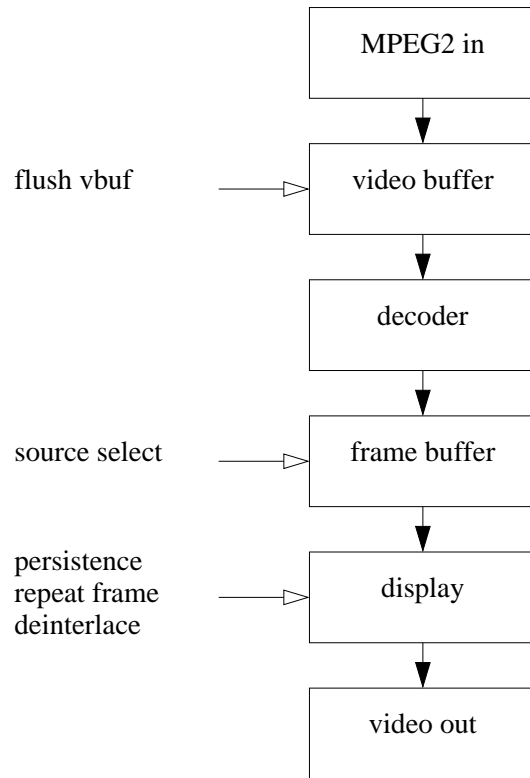 MPEG2 in
flush vbuf
video buffer
decoder
source select
frame buffer
persistence
repeat frame
deinterlace
display
video out